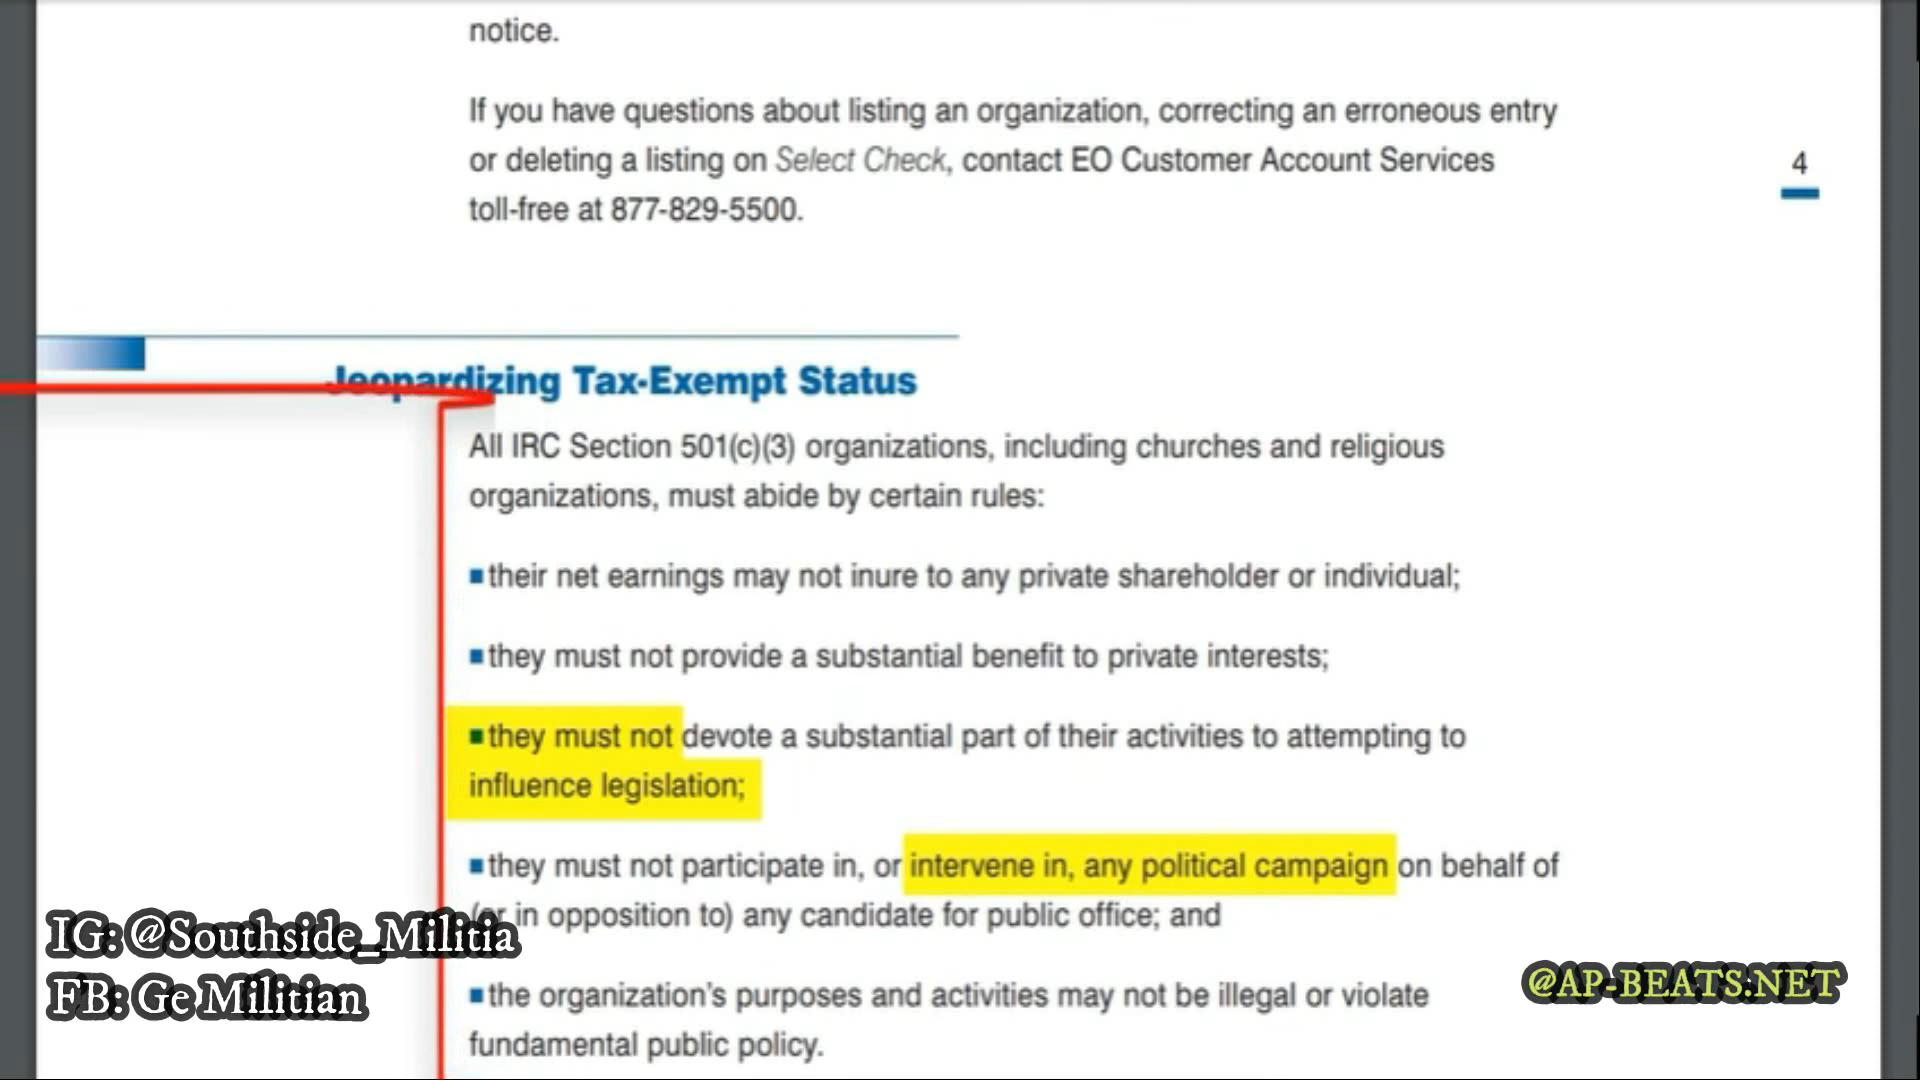 notice.
If you have questions about listing an organization, correcting an erroneous entry
or deleting a listing on Select Check, contact EO Customer Account Services
toll-free at 877-829-5500.
4
Jeopardizing Tax-Exempt Status
All IRC Section 501(c)(3) organizations, including churches and religious
organizations, must abide by certain rules:
■ their net earnings may not inure to any private shareholder or individual;
■ they must not provide a substantial benefit to private interests;
■ they must not devote a substantial part of their activities to attempting to
influence legislation;
■ they must not participate in, or intervene in, any political campaign on behalf of
(or in opposition to) any candidate for public office; and
■ the organization's purposes and activities may not be illegal or violate
fundamental public policy.
IG: @Southside_Militia
FB: Ge Militian
@AP-BEATS.NET